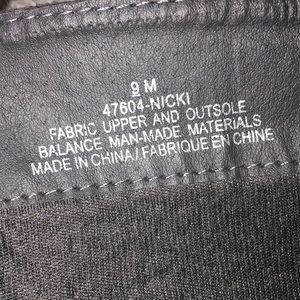 9 M
47604-NICKI
FABRIC UPPER AND OUTSOLE
BALANCE MAN-MADE MATERIALS
MADE IN CHINA/FABRIQUE EN CHINE